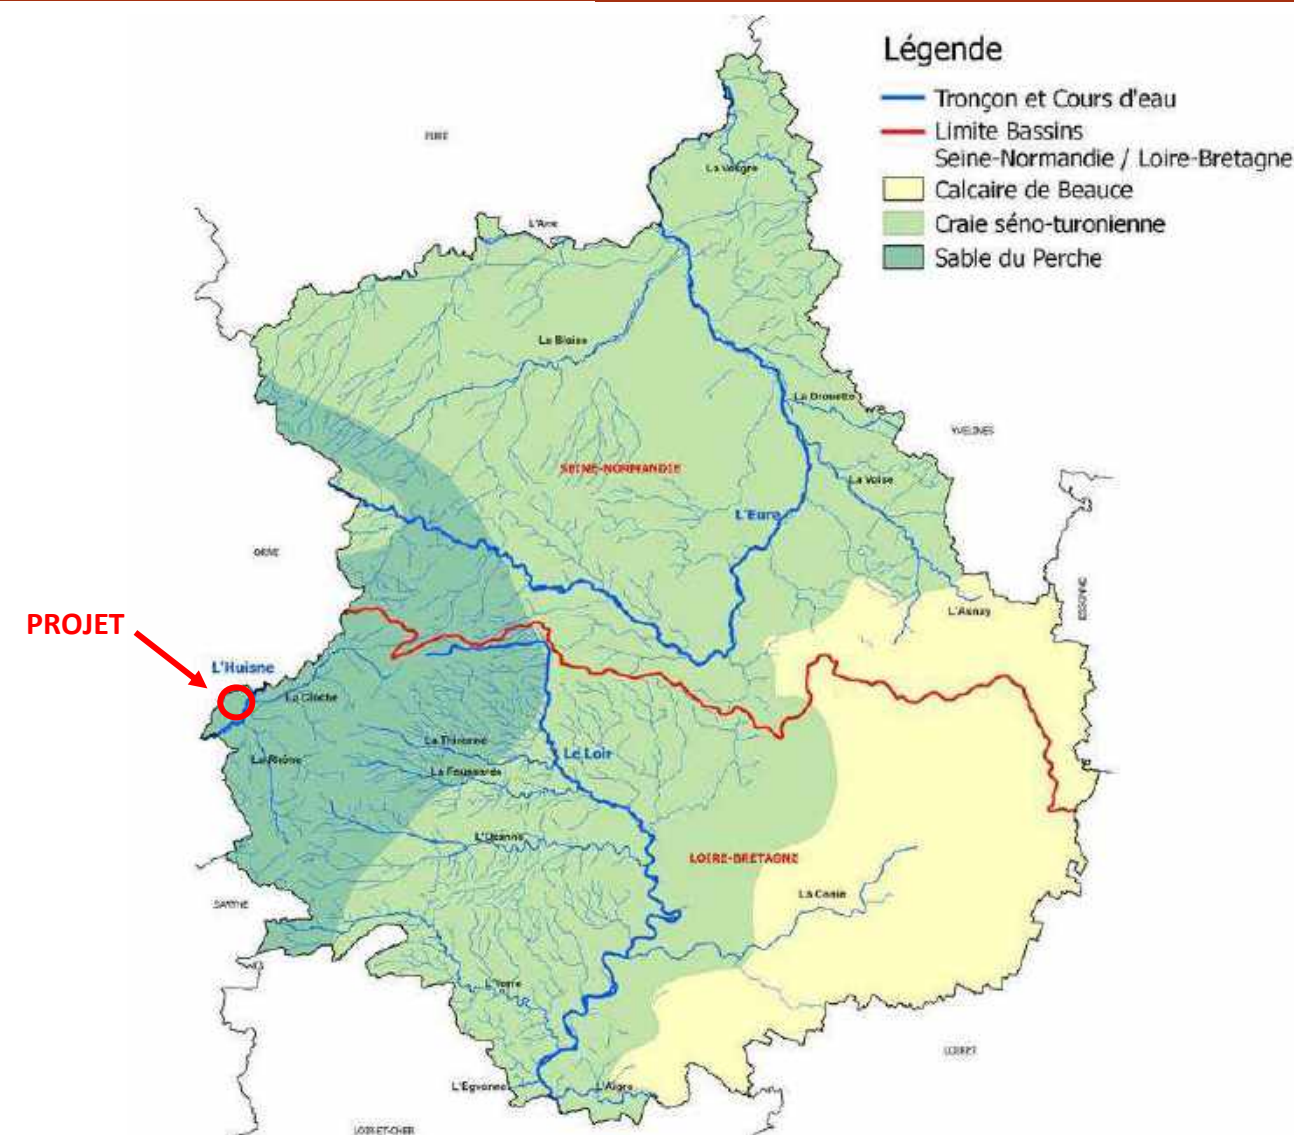 Légende
Tronçon et Cours d'eau
Limite Bassins
Seine-Normandie / Loire-Bretagne
Calcaire de Beauce
Craie séno-turonienne
Sable du Perche
EURE
La Vesgre
L'Avre
La Blaise
La Drouette
YVELINES
SEINE-NORMANDIE
La Voise
L'Eure
ORNE
ESSONNE
L'Aunay
PROJET
L'Huisne
La Cloche
La Thironne
Le Loir
La Rhône
La Foussarde
L'Ozanne
LOIRE-BRETAGNE
La Conie
SARTHE
L'Yerre
LOIRET
L'Egvonne
L'Aigre
LOIR-ET-CHER